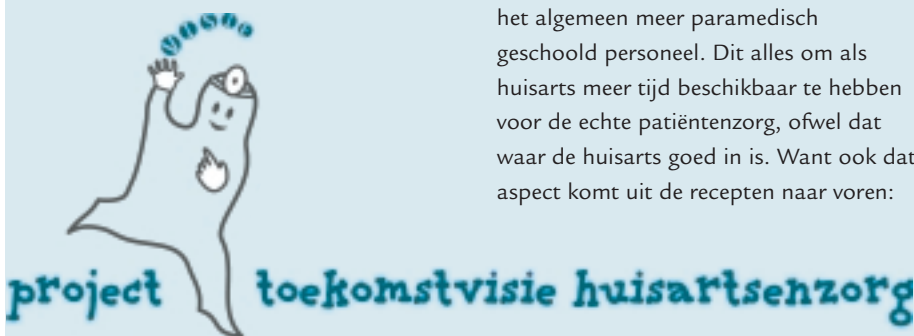 Visie
het algemeen meer paramedisch
geschoold personeel. Dit alles om als
huisarts meer tijd beschikbaar te hebben
voor de echte patiëntenzorg, ofwel dat
waar de huisarts goed in is. Want ook dat
aspect komt uit de recepten naar voren:
project toekomstvisie huisartsenzorg